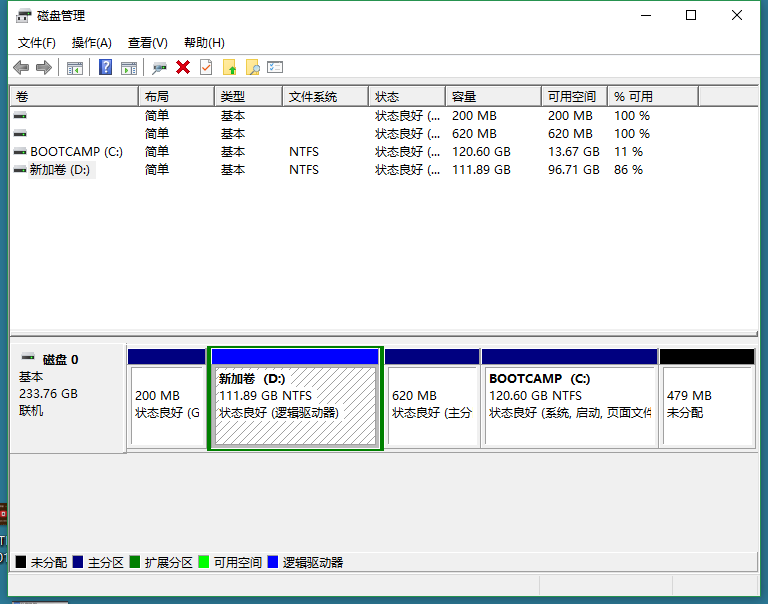 磁盘管理
文件(F) 操作(A) 查看(V) 帮助(H)
卷 布局 类型 文件系统 状态 容量 可用空间 % 可用
简单 基本 状态良好 (... 200 MB 200 MB 100 %
简单 基本 状态良好 (... 620 MB 620 MB 100 %
BOOTCAMP (C:) 简单 基本 NTFS 状态良好 (... 120.60 GB 13.67 GB 11 %
新加卷 (D:) 简单 基本 NTFS 状态良好 (... 111.89 GB 96.71 GB 86 %
磁盘 0
基本
233.76 GB
联机
200 MB
状态良好 (G
新加卷 (D:)
111.89 GB NTFS
状态良好 (逻辑驱动器)
620 MB
状态良好 (主分
BOOTCAMP (C:)
120.60 GB NTFS
状态良好 (系统, 启动, 页面文件
479 MB
未分配
未分配 主分区 扩展分区 可用空间 逻辑驱动器